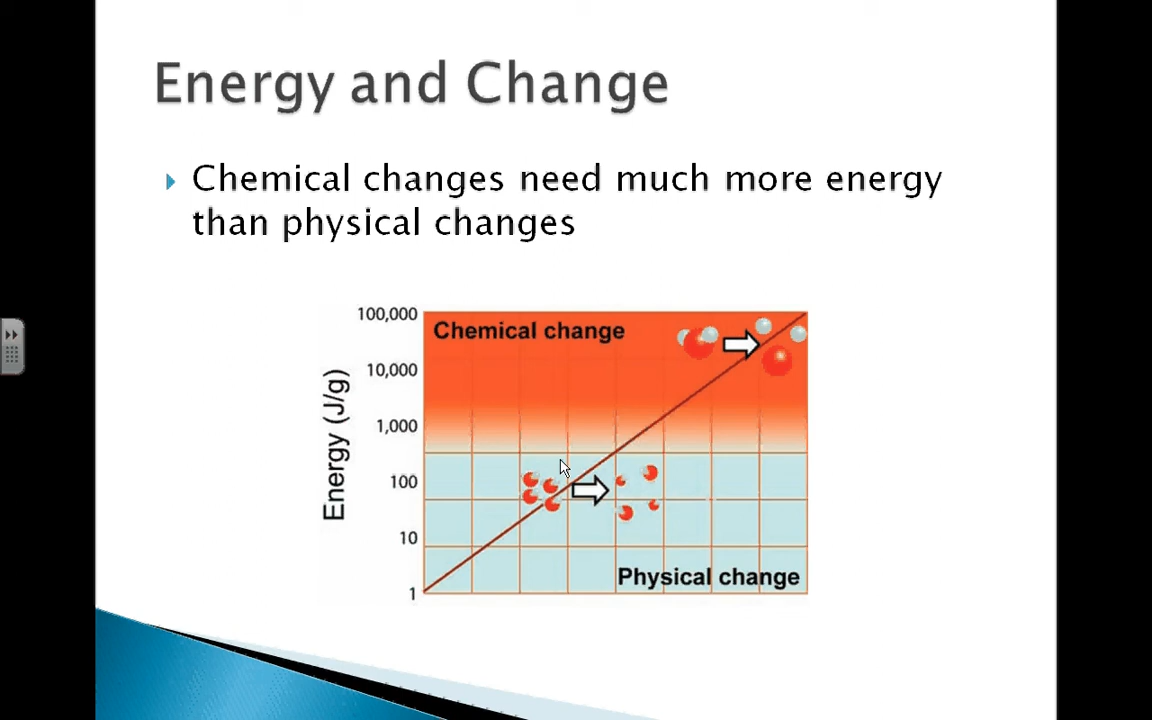 Energy and Change
Chemical changes need much more energy
than physical changes
100,000
Chemical change
10,000
1,000
Energy (J/g)
100
10
Physical change
1